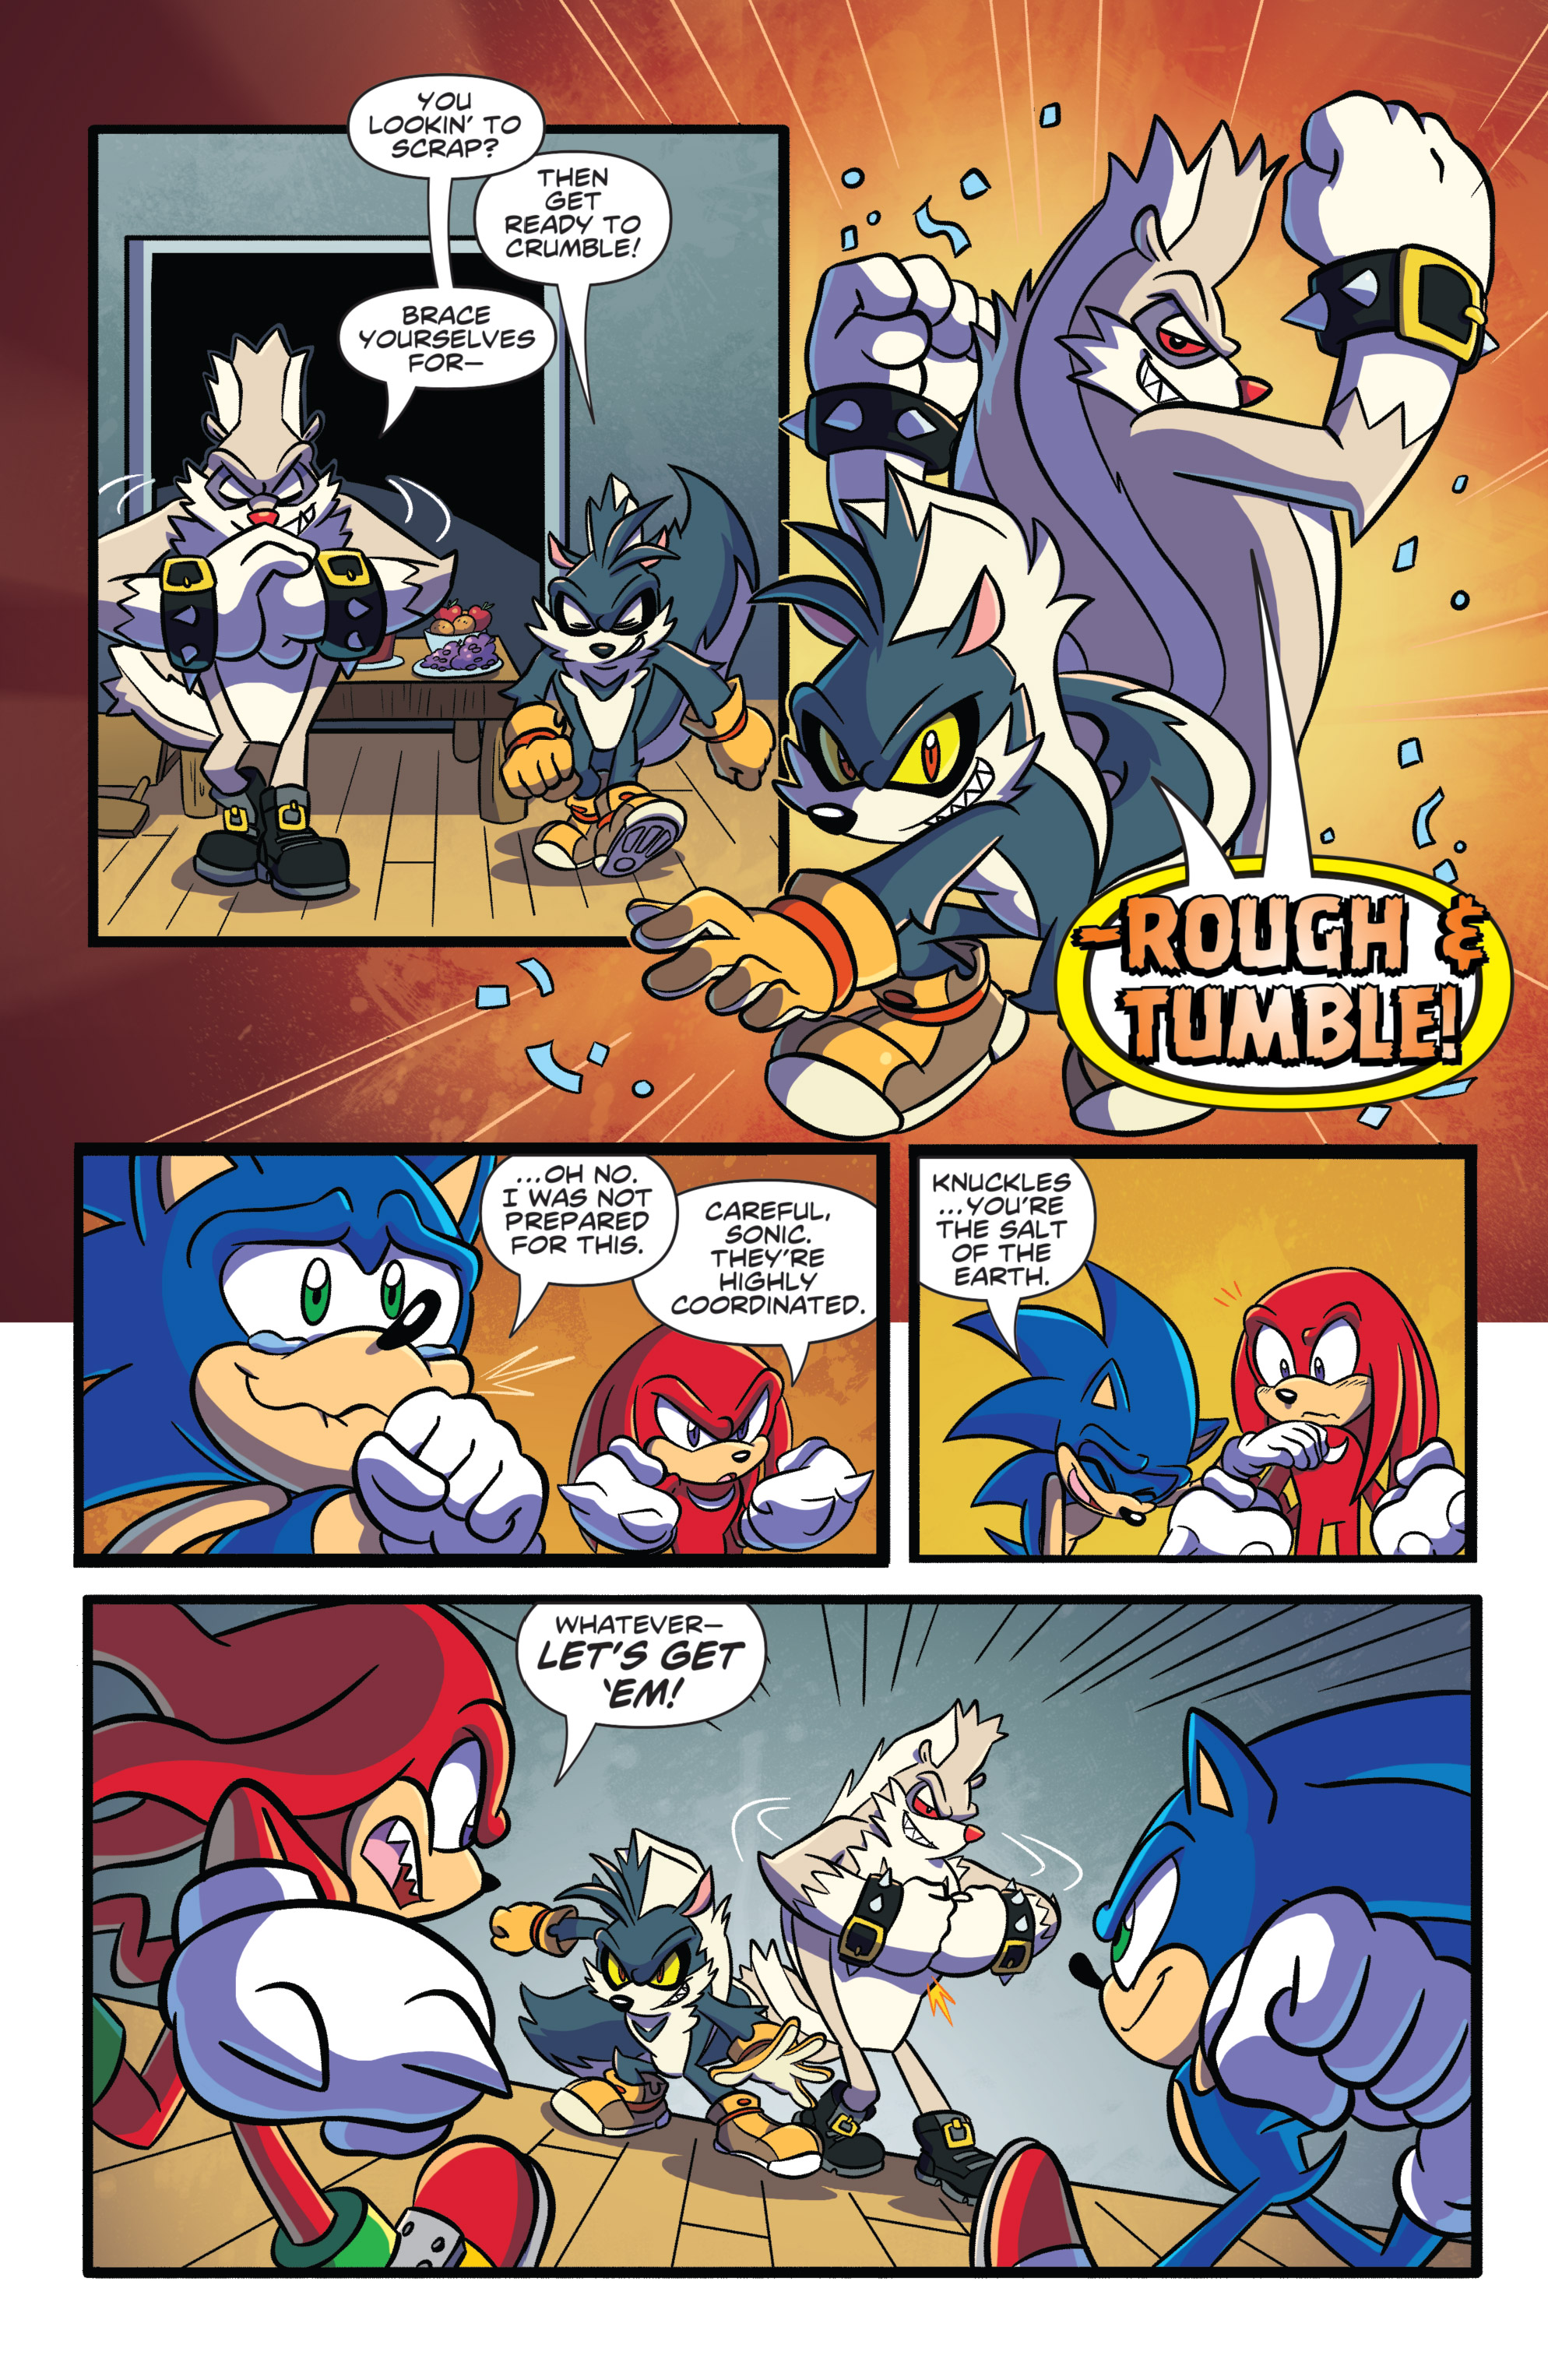 YOU
LOOKIN' TO
SCRAP?
THEN
GET
READY TO
CRUMBLE!
BRACE
YOURSELVES
FOR—
-ROUGH &
TUMBLE!
...OH NO.
I WAS NOT
PREPARED
FOR THIS.
CAREFUL,
SONIC.
THEY'RE
HIGHLY
COORDINATED.
KNUCKLES
...YOU'RE
THE SALT
OF THE
EARTH.
WHATEVER—
LET'S GET
'EM!